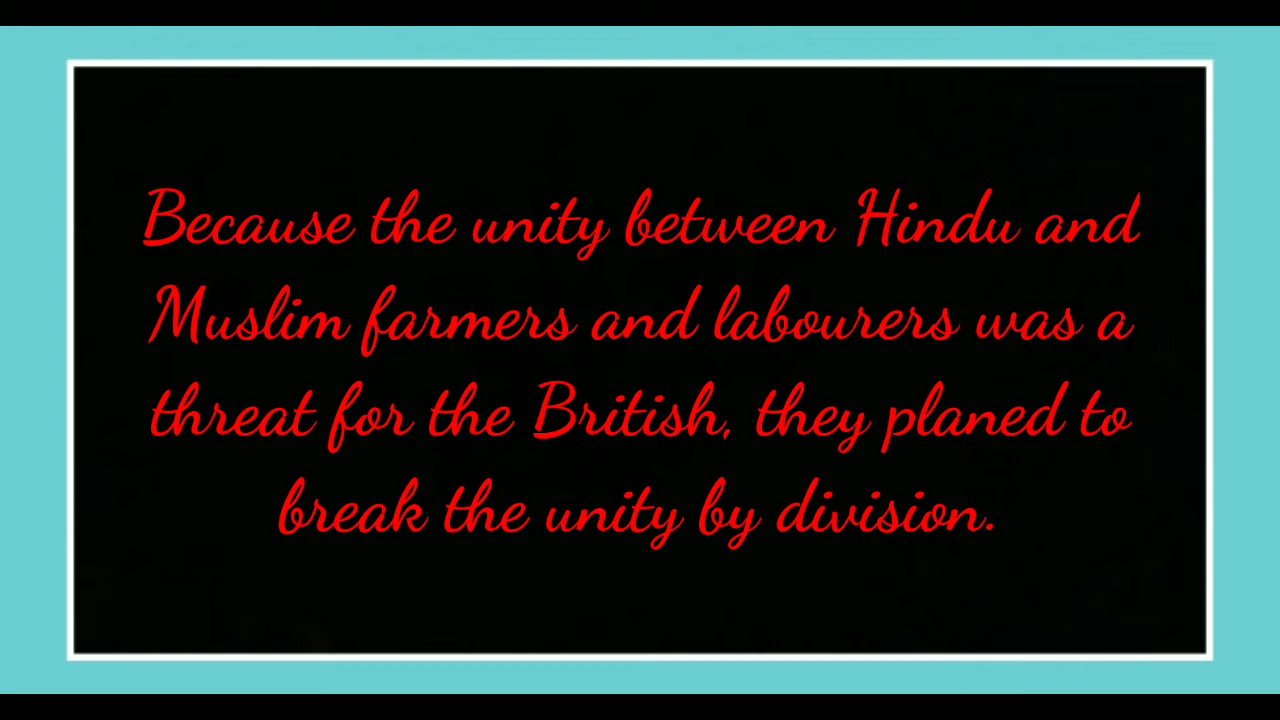 Because the unity between Hindu and
Muslim farmers and labourers was a
threat for the British, they planed to
break the unity by division.